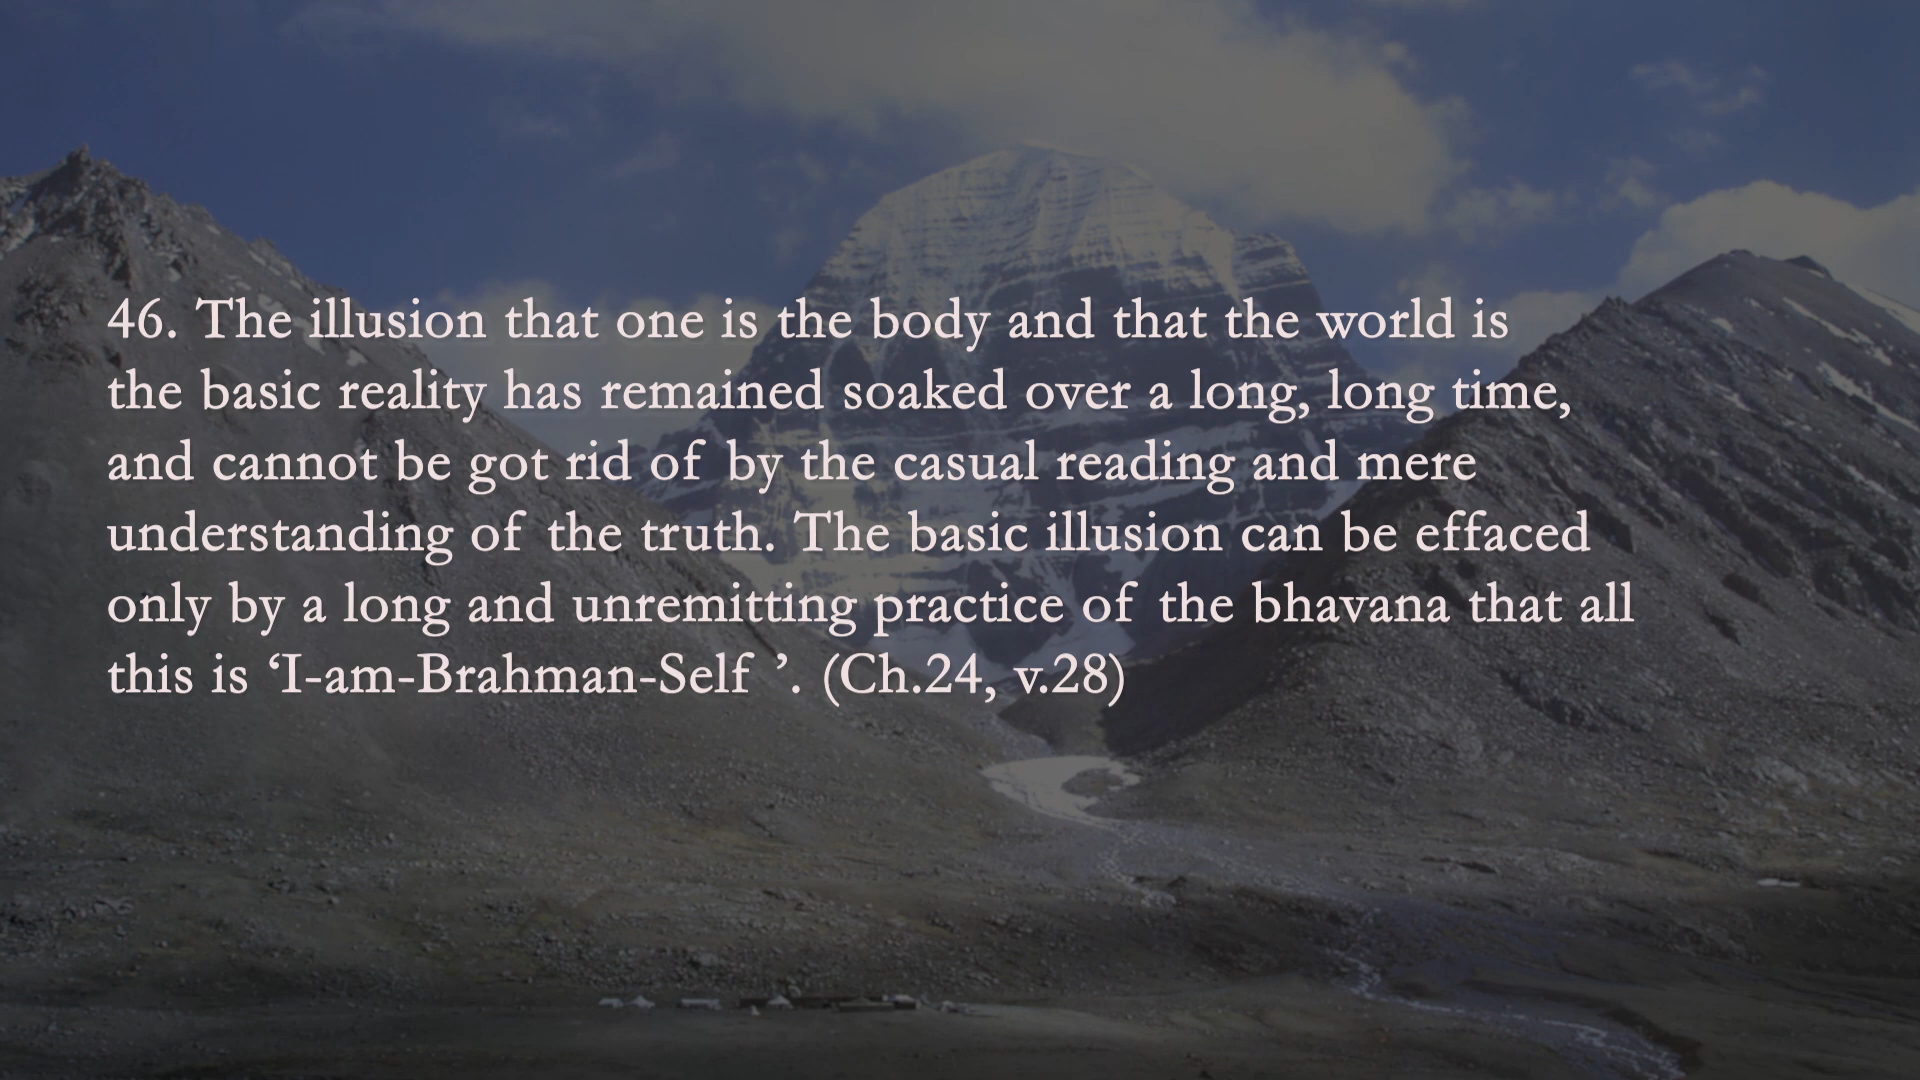 46. The illusion that one is the body and that the world is
the basic reality has remained soaked over a long, long time,
and cannot be got rid of by the casual reading and mere
understanding of the truth. The basic illusion can be effaced
only by a long and unremitting practice of the bhavana that all
this is ‘I-am-Brahman-Self ’. (Ch.24, v.28)